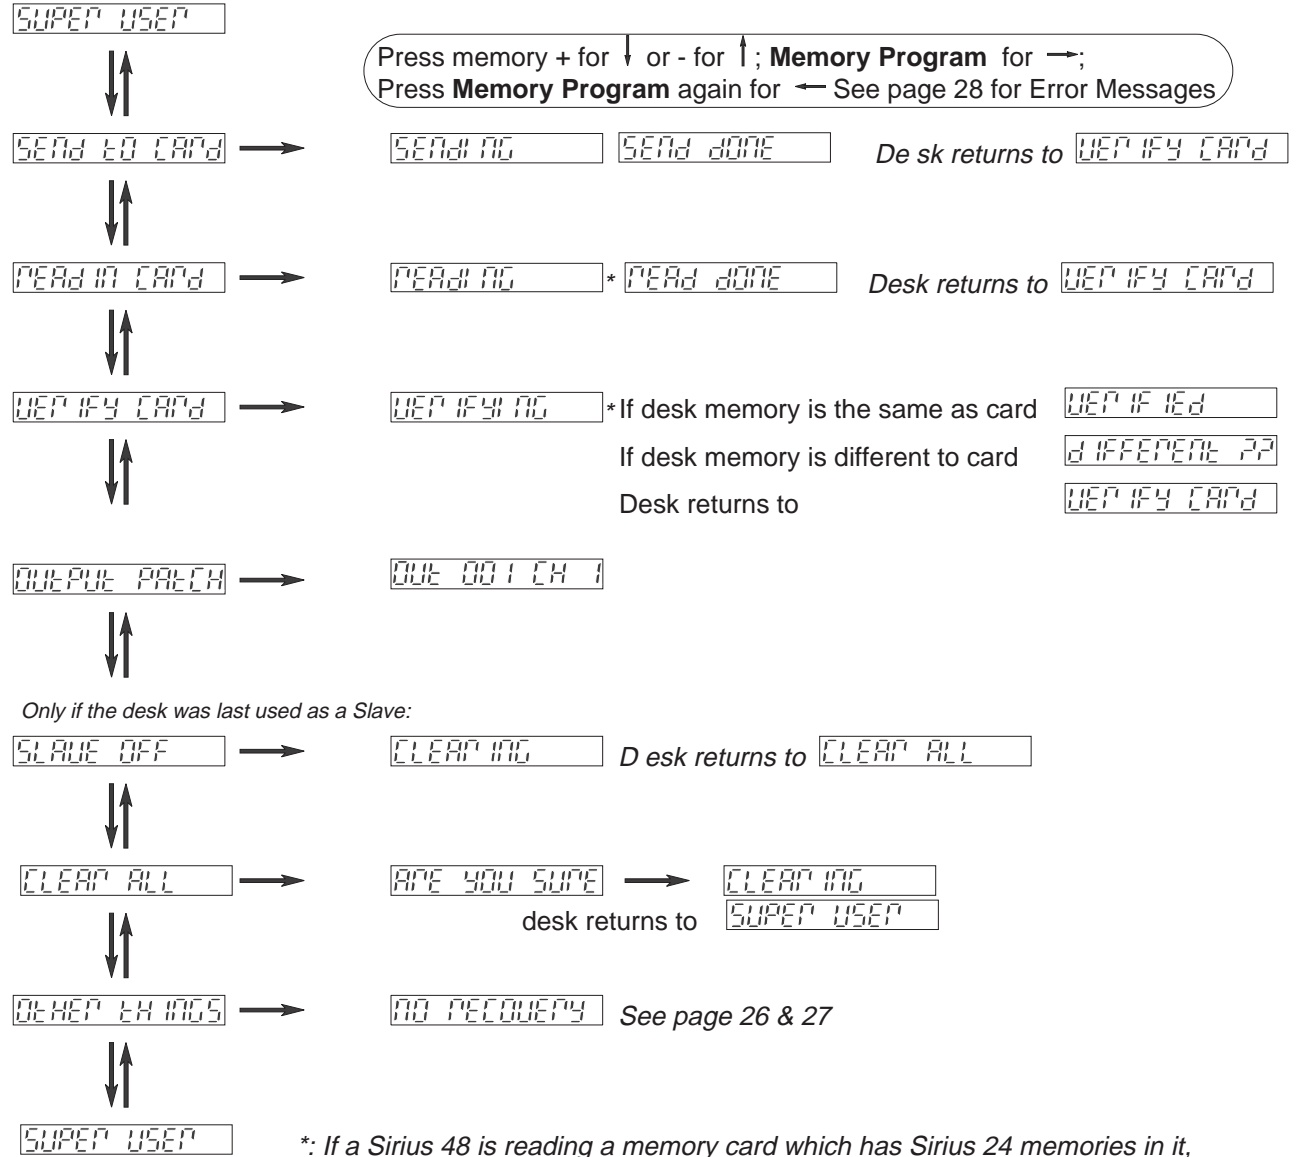 SUPER USER
Press memory + for ↓ or - for ↑ ; Memory Program for →;
Press Memory Program again for ← See page 28 for Error Messages
SENd tO CARd → SENdING SENd dONE De sk returns to VERIFY CARd
REAd IN CARd → REAdING * REAd dONE Desk returns to VERIFY CARd
VERIFY CARd → VERIFYING * If desk memory is the same as card VERIFIEd
If desk memory is different to card dIFFERENt ??
Desk returns to VERIFY CARd
OUtPUt PAtCH → OUt 001 CH 1
Only if the desk was last used as a Slave:
SLAVE OFF → CLEARING D esk returns to CLEAR ALL
CLEAR ALL → ARE YOU SURE → CLEARING
desk returns to SUPER USER
OtHER tHINGS → NO RECOVERY See page 26 & 27
SUPER USER
*: If a Sirius 48 is reading a memory card which has Sirius 24 memories in it,